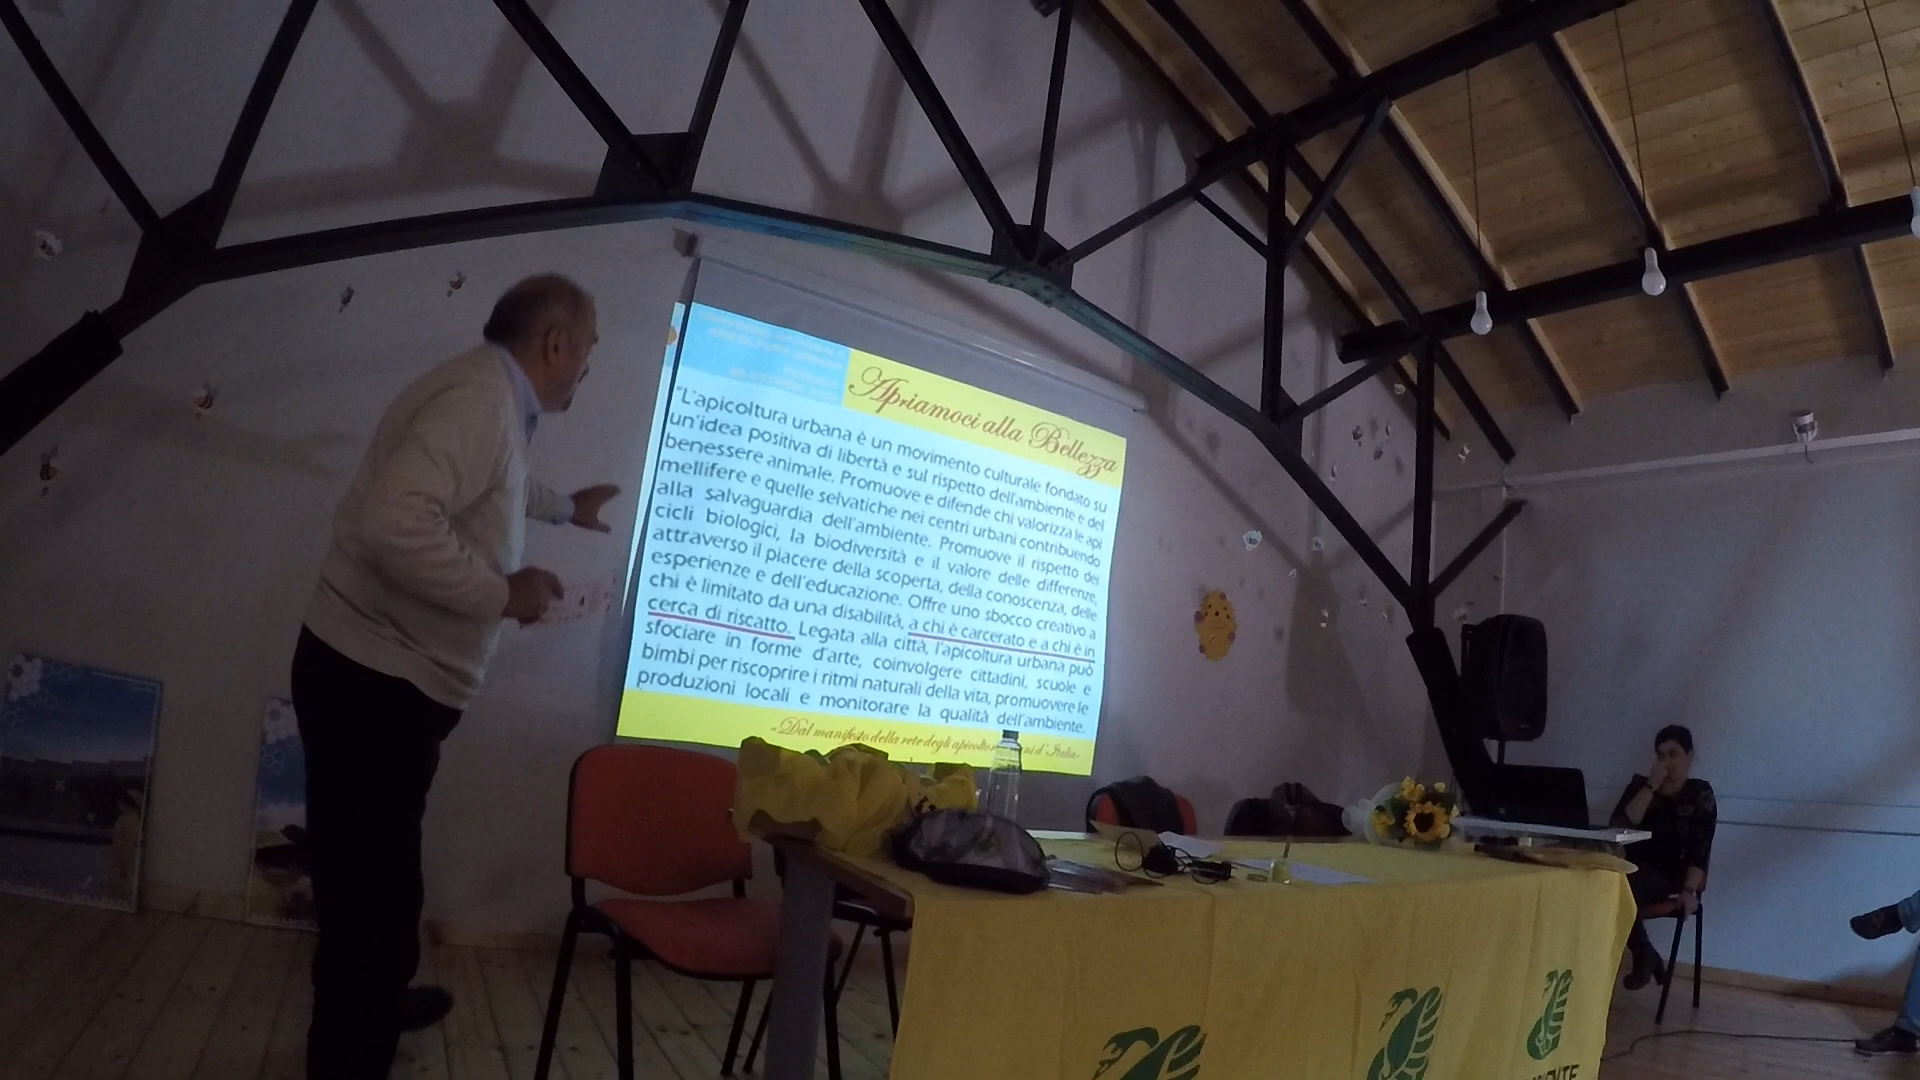 Apriamoci alla Bellezza
"L'apicoltura urbana è un movimento culturale fondato su
un'idea positiva di libertà e sul rispetto dell'ambiente e del
benessere animale. Promuove e difende chi valorizza le api
mellifere e quelle selvatiche nei centri urbani contribuendo
alla salvaguardia dell'ambiente. Promuove il rispetto dei
cicli biologici, la biodiversità e il valore delle differenze,
attraverso il piacere della scoperta, della conoscenza, delle
esperienze e dell'educazione. Offre uno sbocco creativo a
chi è limitato da una disabilità, a chi è carcerato e a chi è in
cerca di riscatto. Legata alla città, l'apicoltura urbana può
sfociare in forme d'arte, coinvolgere cittadini, scuole e
bimbi per riscoprire i ritmi naturali della vita, promuovere le
produzioni locali e monitorare la qualità dell'ambiente.
-Dal manifesto della rete degli d'Italia-